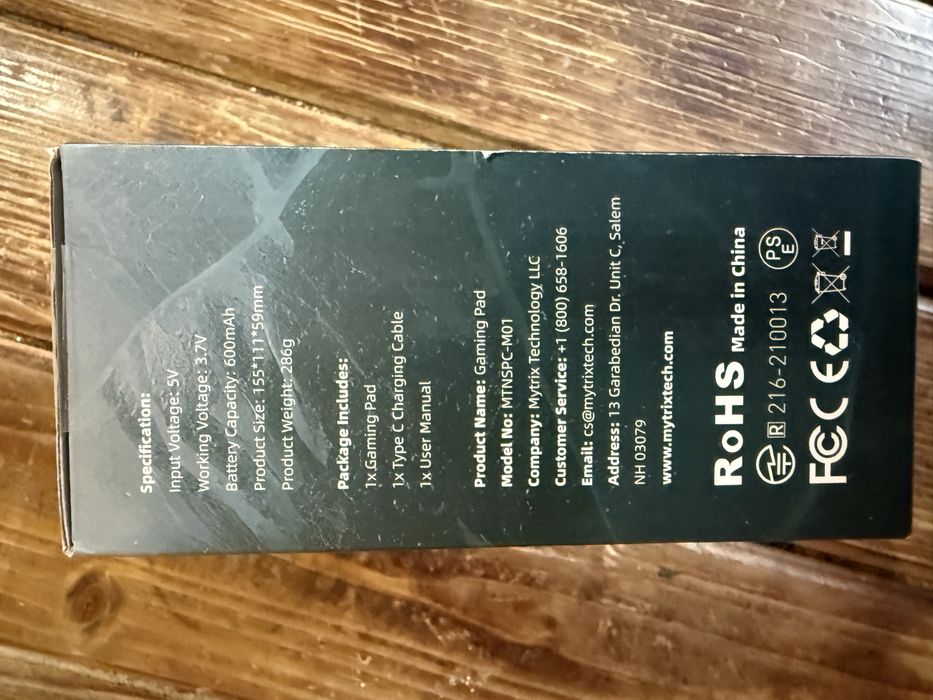 Specification:
Input Voltage: 5V
Working Voltage: 3.7V
Battery Capacity: 600mAh
Product Size: 155*111*59mm
Product Weight: 286g
Package Includes:
1x Gaming Pad
1x Type C Charging Cable
1x User Manual
Product Name: Gaming Pad
Model No: MTNSPC-M01
Company: Mytrix Technology LLC
Customer Service: +1 (800) 658-1606
Email: cs@mytrixtech.com
Address: 13 Garabedian Dr. Unit C, Salem
NH 03079
www.mytrixtech.com
RoHS Made in China
R 216-210013 PSE
FC CE